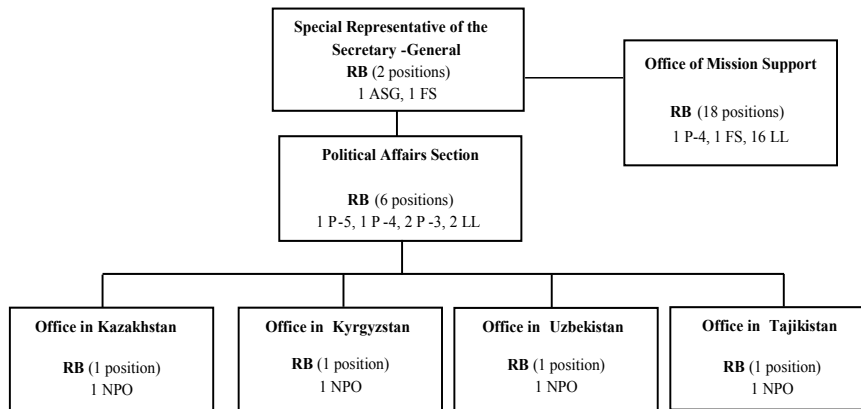 Special Representative of the
Secretary -General
RB (2 positions)
1 ASG, 1 FS
Office of Mission Support
RB (18 positions)
1 P-4, 1 FS, 16 LL
Political Affairs Section
RB (6 positions)
1 P-5, 1 P-4, 2 P-3, 2 LL
Office in Kazakhstan
RB (1 position)
1 NPO
Office in Kyrgyzstan
RB (1 position)
1 NPO
Office in Uzbekistan
RB (1 position)
1 NPO
Office in Tajikistan
RB (1 position)
1 NPO